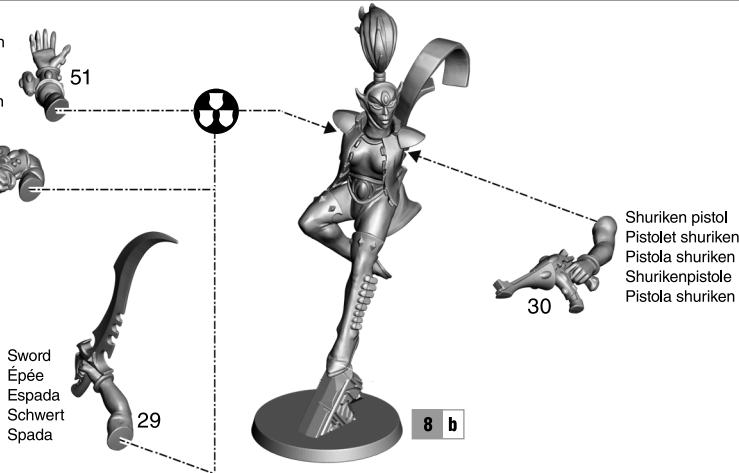 51
Shuriken pistol
Pistolet shuriken
Pistola shuriken
Shurikenpistole
Pistola shuriken
30
Sword
Épée
Espada
Schwert
Spada
29
8 b